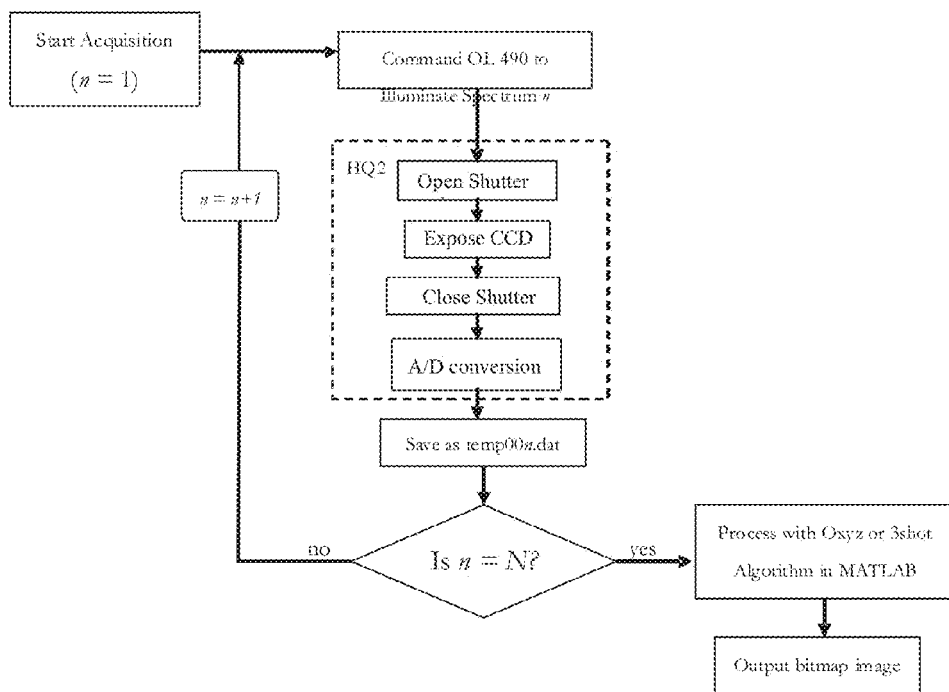 Start Acquisition
(n = 1)
Command OL 490 to
Illuminate Spectrum n
HQ2
Open Shutter
n = n+1
Expose CCD
Close Shutter
A/D conversion
Save as temp00n.dat
no
Is n = N?
yes
Process with Oxyz or 3shot
Algorithm in MATLAB
Output bitmap image